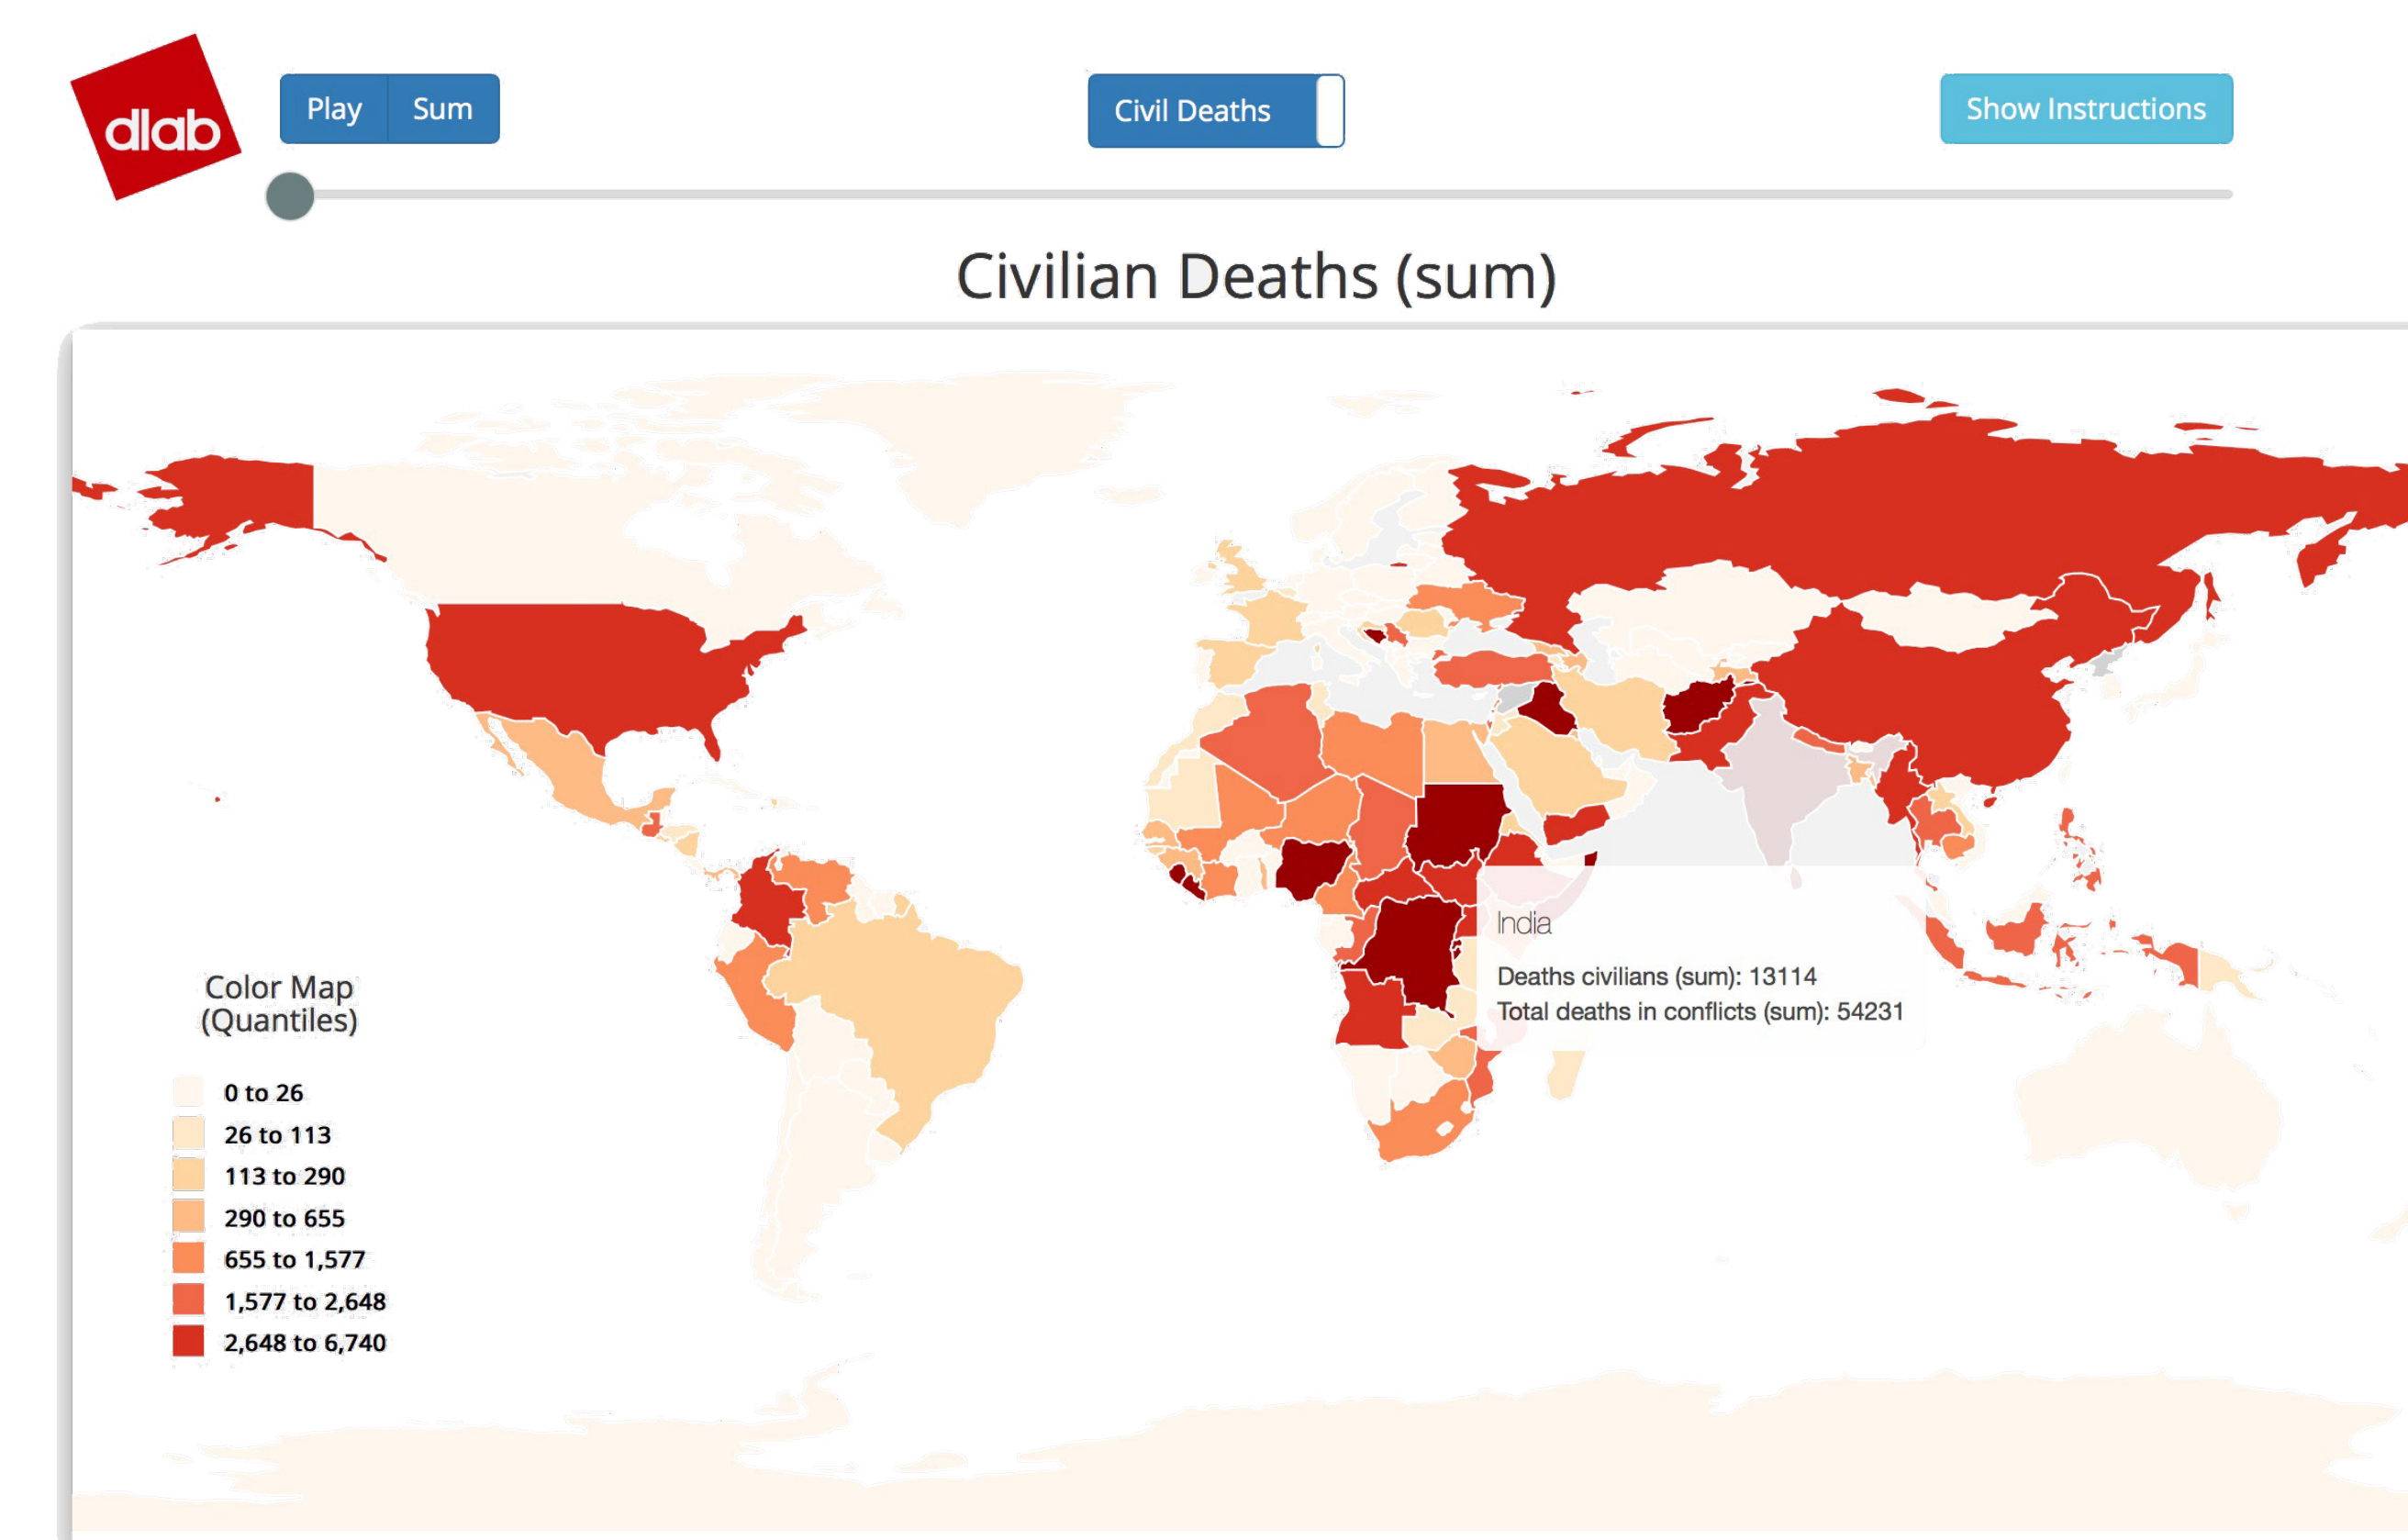 dlab
Play Sum
Civil Deaths
Show Instructions
Civilian Deaths (sum)
India
Deaths civilians (sum): 13114
Total deaths in conflicts (sum): 54231
Color Map
(Quantiles)
0 to 26
26 to 113
113 to 290
290 to 655
655 to 1,577
1,577 to 2,648
2,648 to 6,740